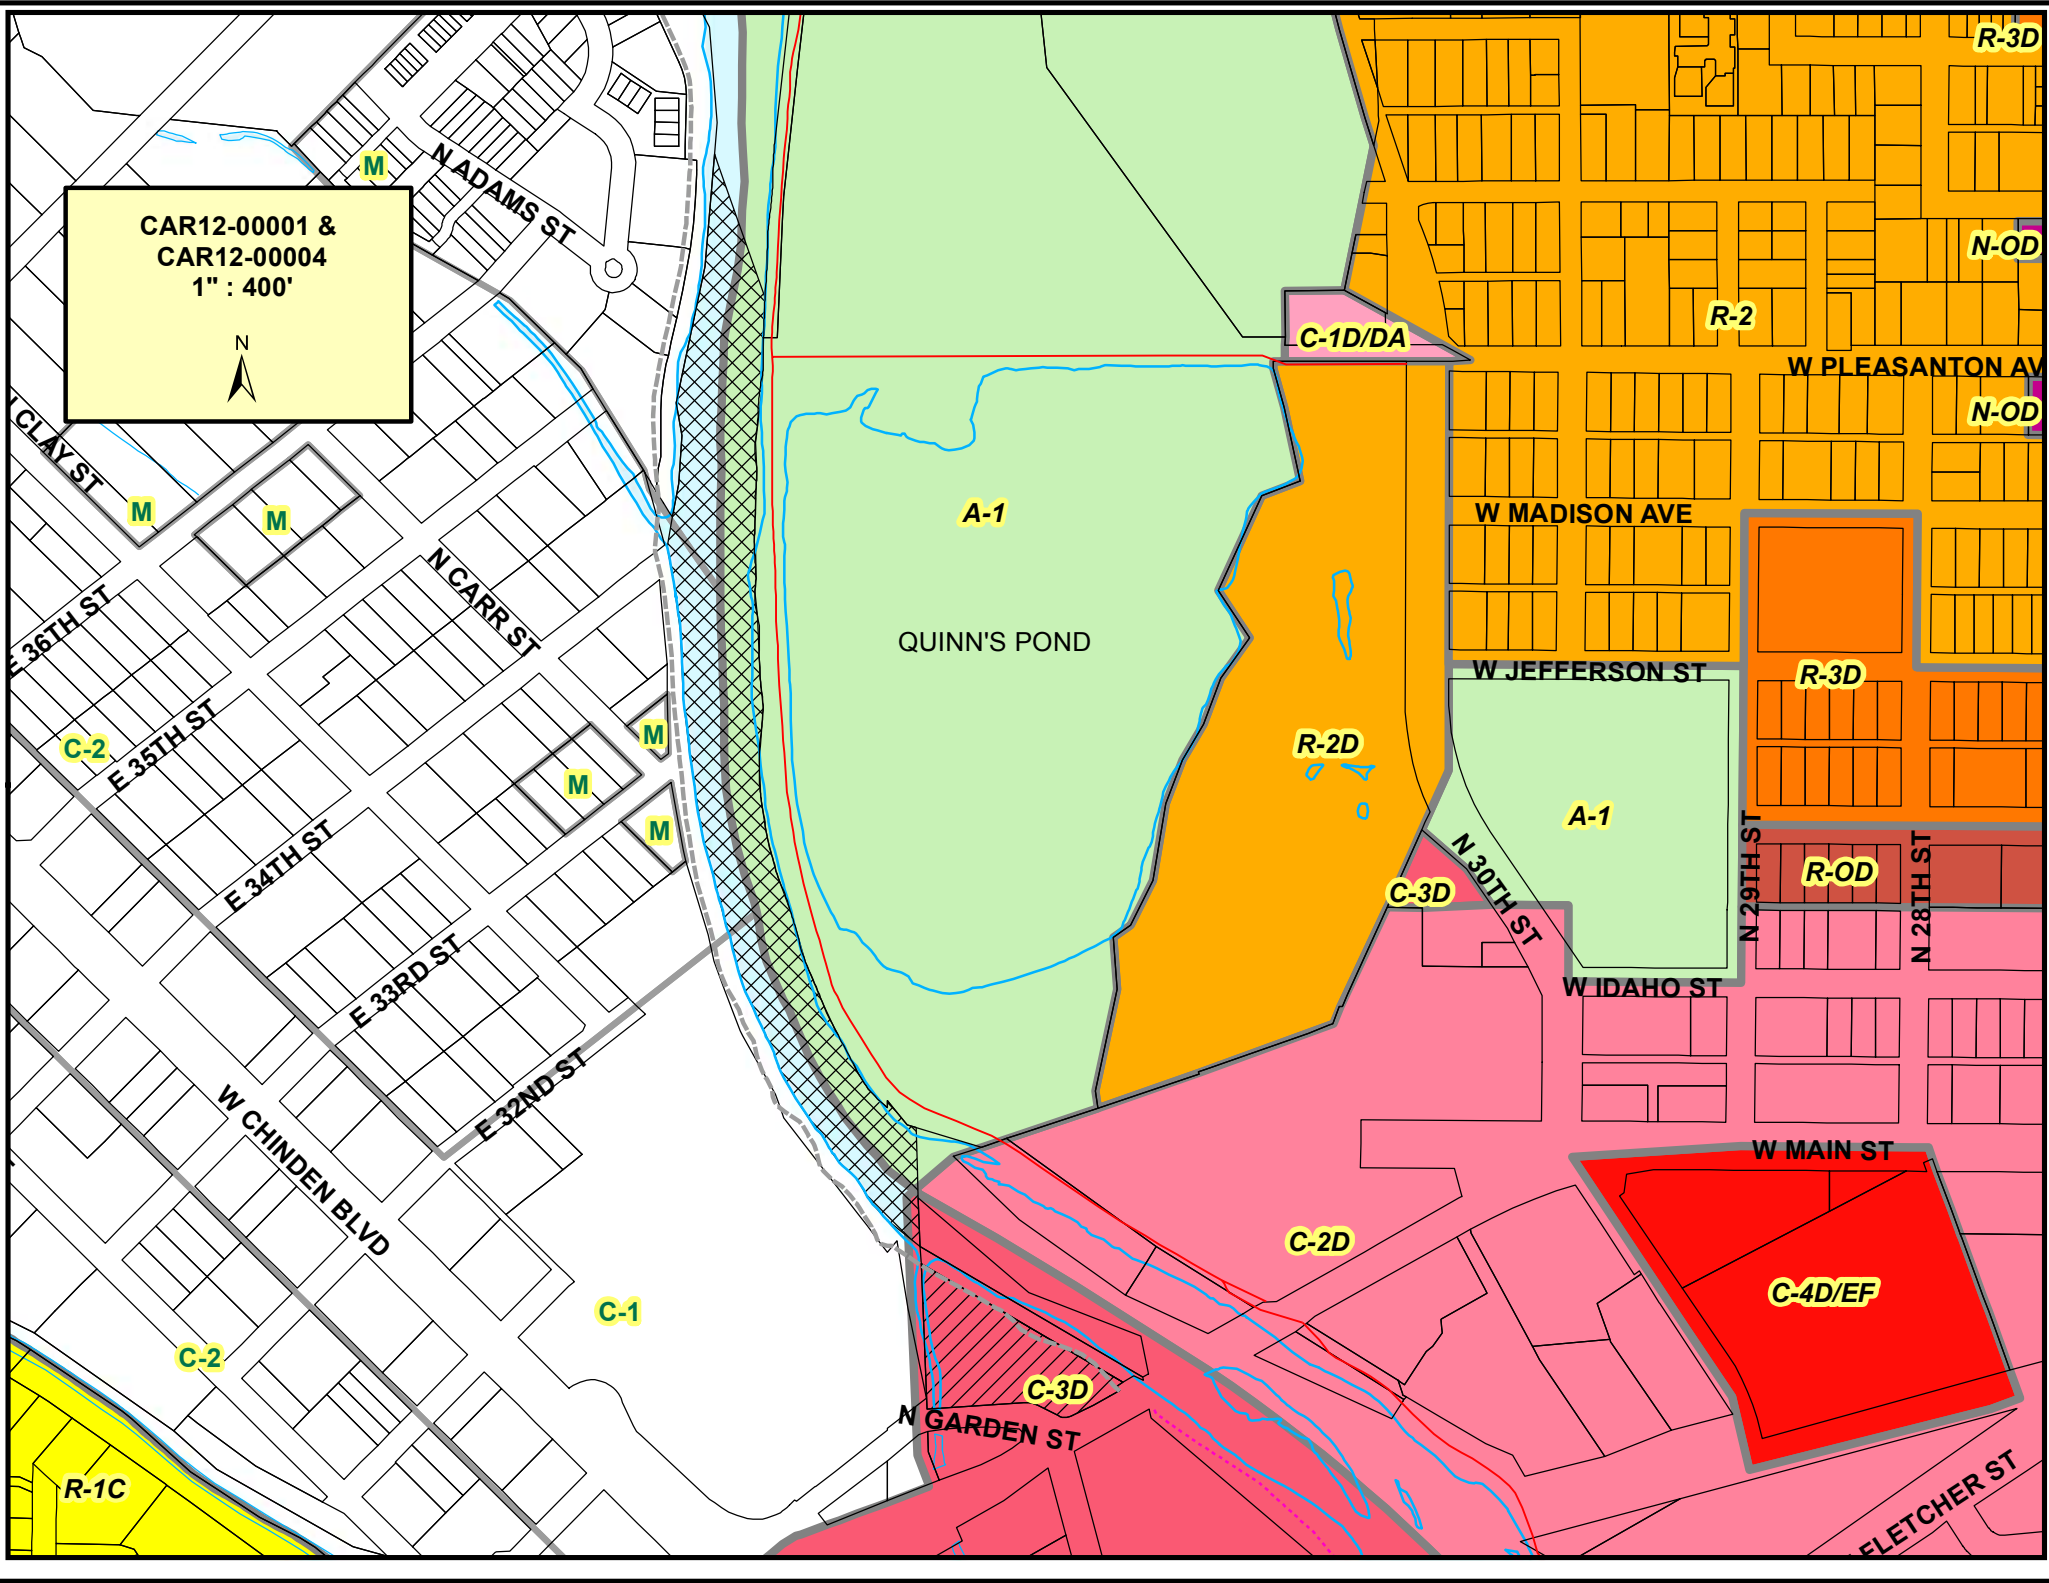 R-3D
M
N ADAMS ST
CAR12-00001 &
CAR12-00004
1" : 400'
N
N-OD
R-2
C-1D/DA
W PLEASANTON AV
N-OD
CLAY ST
M
M
A-1
W MADISON AVE
N CARR ST
E 36TH ST
QUINN'S POND
W JEFFERSON ST
R-3D
C-2
E 35TH ST
M
R-2D
M
M
A-1
E 34TH ST
N 30TH ST
C-3D
N 29TH ST
R-OD
N 28TH ST
E 33RD ST
W IDAHO ST
E 32ND ST
W CHINDEN BLVD
W MAIN ST
C-2D
C-1
C-4D/EF
C-2
C-3D
N GARDEN ST
R-1C
FLETCHER ST